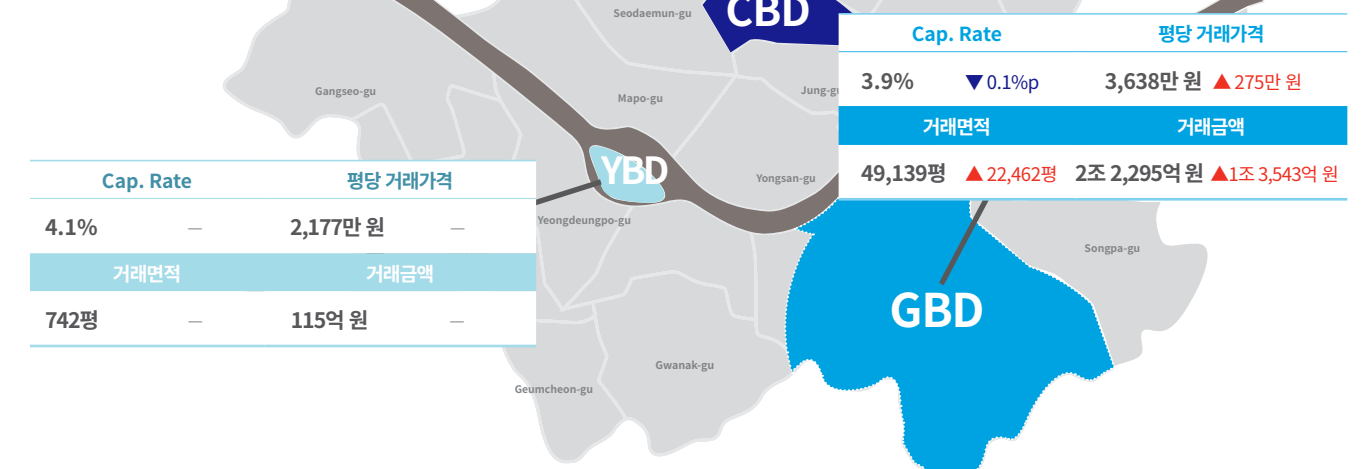 Seodaemun-gu
CBD
Cap. Rate 평당 거래가격
3.9% ▼0.1%p 3,638만 원 ▲275만 원
거래면적 거래금액
49,139평 ▲22,462평 2조 2,295억 원 ▲1조 3,543억 원
Gangseo-gu
Mapo-gu
Jung-g
YBD
Yongsan-gu
Cap. Rate 평당 거래가격
4.1% – 2,177만 원 –
거래면적 거래금액
742평 – 115억 원 –
Yeongdeungpo-gu
Songpa-gu
GBD
Gwanak-gu
Geumcheon-gu